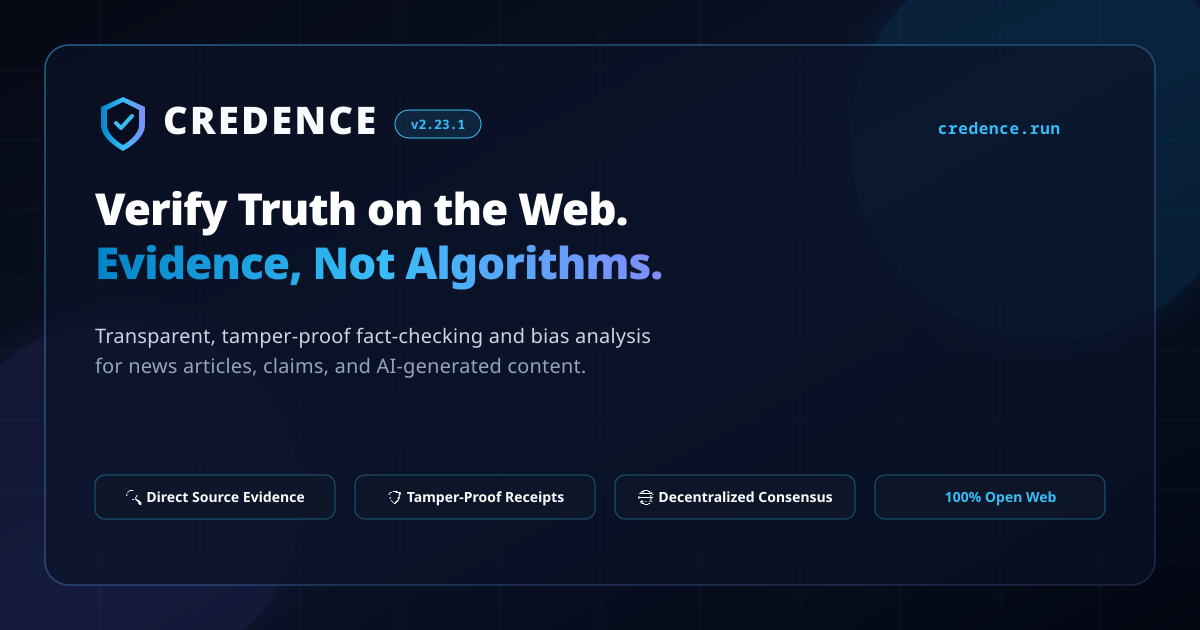 CREDENCE
v2.23.1
credence.run
Verify Truth on the Web.
Evidence, Not Algorithms.
Transparent, tamper-proof fact-checking and bias analysis
for news articles, claims, and AI-generated content.
Direct Source Evidence
Tamper-Proof Receipts
Decentralized Consensus
100% Open Web